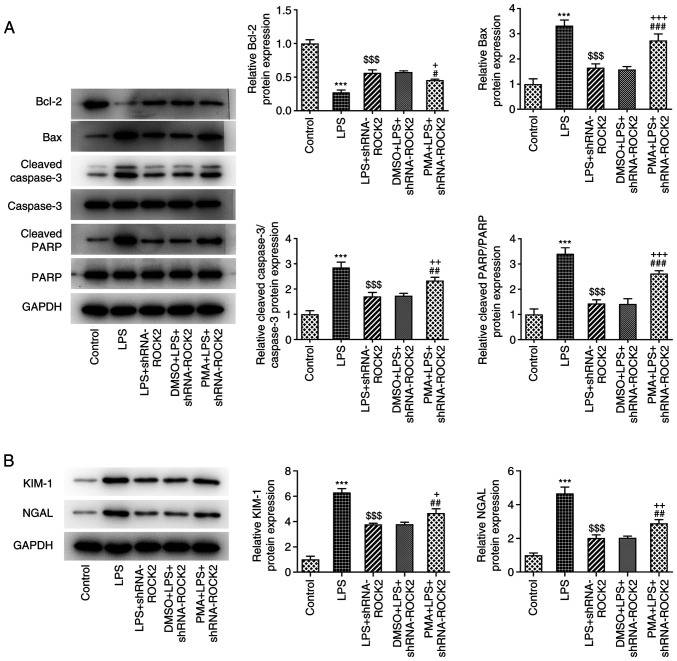 A
Bcl-2
Bax
Cleaved
caspase-3
Caspase-3
Cleaved
PARP
PARP
GAPDH
Control
LPS
LPS+shRNA-
ROCK2
DMSO+LPS+
shRNA-ROCK2
PMA+LPS+
shRNA-ROCK2
Relative Bcl-2
protein expression
1.5
1.0
0.5
0.0
***
$$$
+
#
Control
LPS
LPS+shRNA-
ROCK2
DMSO+LPS+
shRNA-ROCK2
PMA+LPS+
shRNA-ROCK2
Relative Bax
protein expression
4
3
2
1
0
***
$$$
+++
###
Control
LPS
LPS+shRNA-
ROCK2
DMSO+LPS+
shRNA-ROCK2
PMA+LPS+
shRNA-ROCK2
Relative cleaved caspase-3/
caspase-3 protein expression
4
3
2
1
0
***
$$$
++
##
Control
LPS
LPS+shRNA-
ROCK2
DMSO+LPS+
shRNA-ROCK2
PMA+LPS+
shRNA-ROCK2
Relative cleaved PARP/PARP
protein expression
4
3
2
1
0
***
$$$
+++
###
Control
LPS
LPS+shRNA-
ROCK2
DMSO+LPS+
shRNA-ROCK2
PMA+LPS+
shRNA-ROCK2
B
KIM-1
NGAL
GAPDH
Control
LPS
LPS+shRNA-
ROCK2
DMSO+LPS+
shRNA-ROCK2
PMA+LPS+
shRNA-ROCK2
Relative KIM-1
protein expression
8
6
4
2
0
***
$$$
+
##
Control
LPS
LPS+shRNA-
ROCK2
DMSO+LPS+
shRNA-ROCK2
PMA+LPS+
shRNA-ROCK2
Relative NGAL
protein expression
6
4
2
0
***
$$$
++
##
Control
LPS
LPS+shRNA-
ROCK2
DMSO+LPS+
shRNA-ROCK2
PMA+LPS+
shRNA-ROCK2